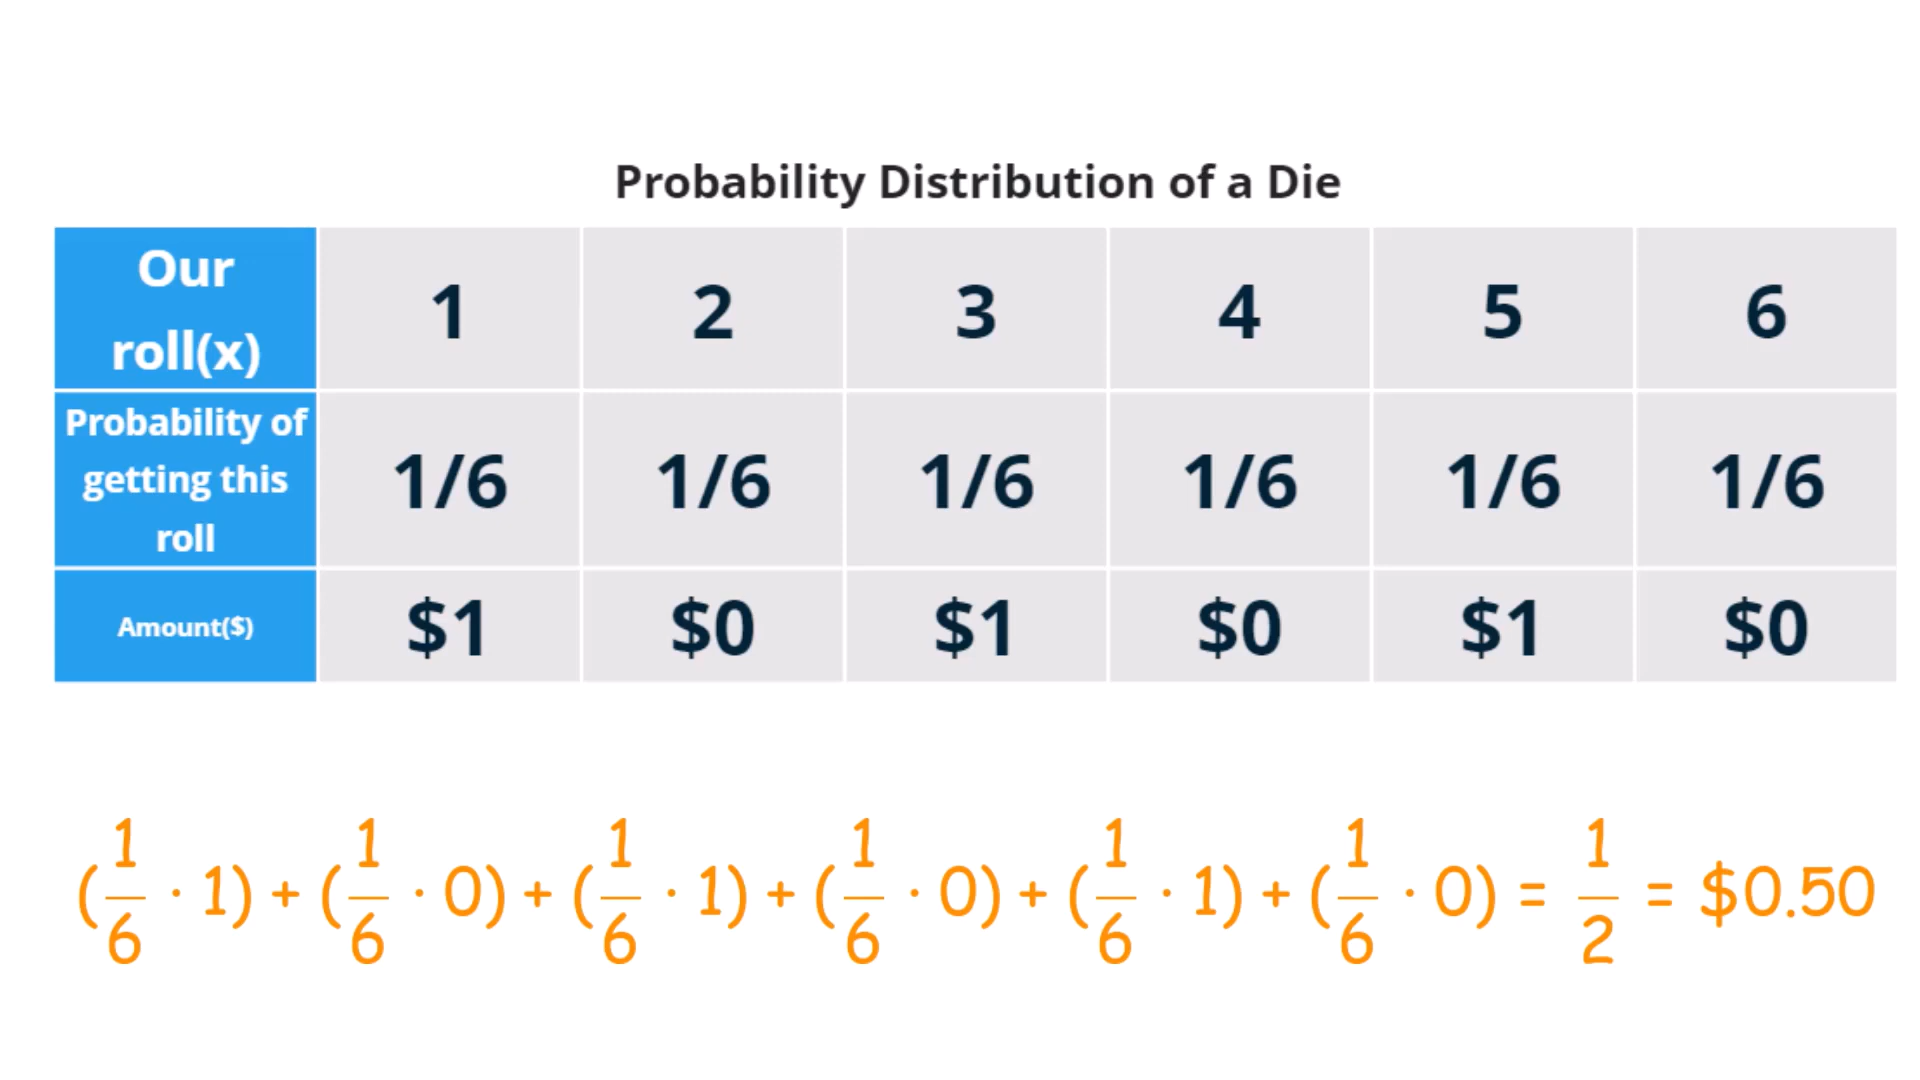 Probability Distribution of a Die
Our
roll(x)
1 2 3 4 5 6
Probability of
getting this
roll
1/6 1/6 1/6 1/6 1/6 1/6
Amount($)
$1 $0 $1 $0 $1 $0
(1/6 · 1) + (1/6 · 0) + (1/6 · 1) + (1/6 · 0) + (1/6 · 1) + (1/6 · 0) = 1/2 = $0.50